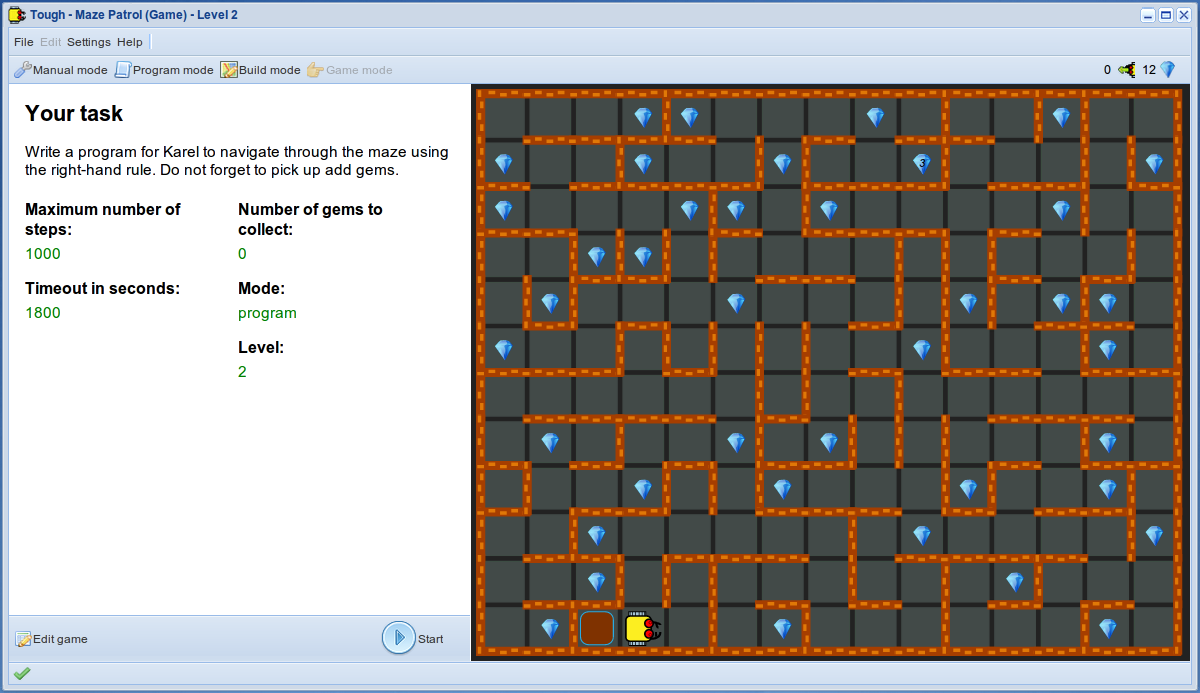 Tough - Maze Patrol (Game) - Level 2
File Edit Settings Help
Manual mode Program mode Build mode Game mode 0 12
Your task
Write a program for Karel to navigate through the maze using
the right-hand rule. Do not forget to pick up add gems.
Maximum number of
steps:
1000
Number of gems to
collect:
0
Timeout in seconds:
1800
Mode:
program
Level:
2
3
Edit game
Start